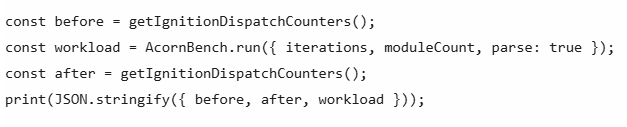 const before = getIgnitionDispatchCounters();
const workload = AcornBench.run({ iterations, moduleCount, parse: true });
const after = getIgnitionDispatchCounters();
print(JSON.stringify({ before, after, workload }));